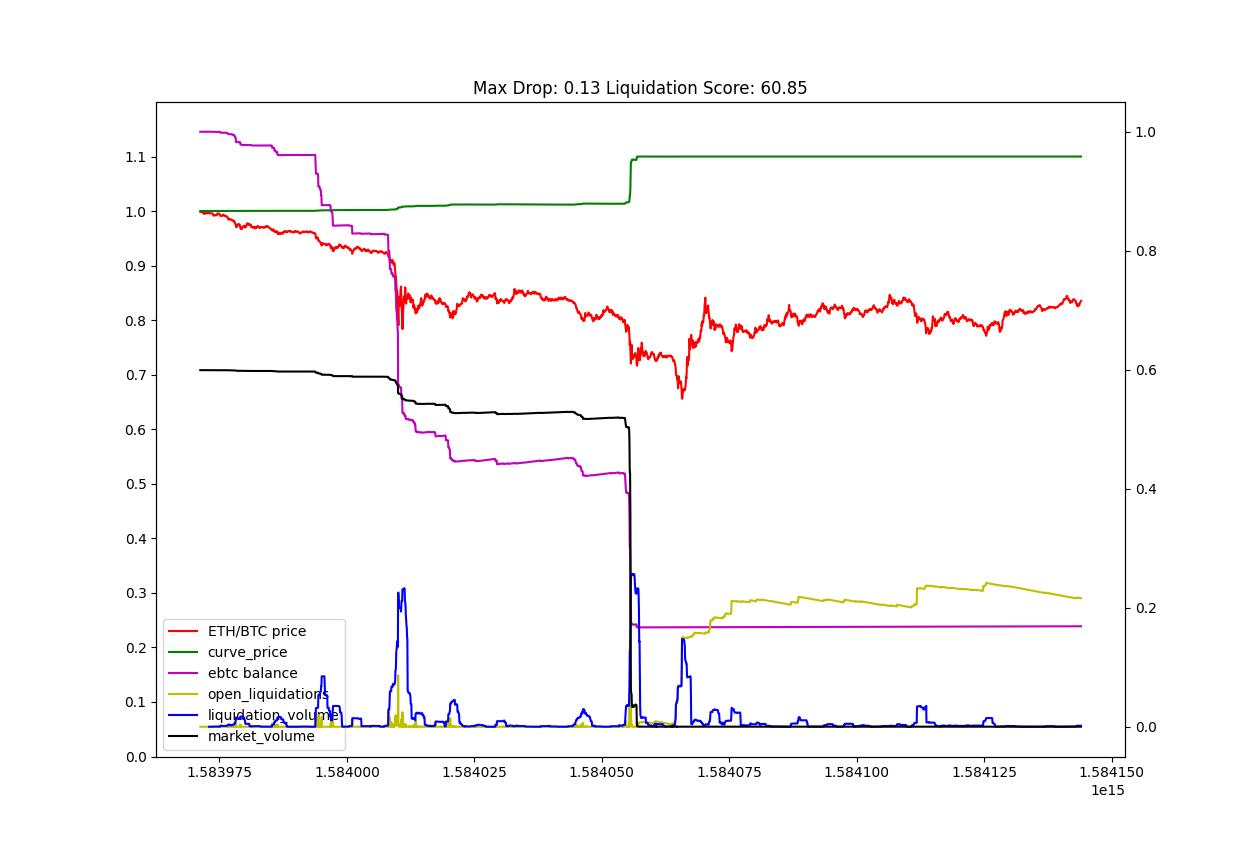 Max Drop: 0.13 Liquidation Score: 60.85
1.1
1.0
0.9
0.8
0.7
0.6
0.5
0.4
0.3
0.2
0.1
0.0
1.0
0.8
0.6
0.4
0.2
0.0
ETH/BTC price
curve_price
ebtc balance
open_liquidations
liquidation_volume
market_volume
1.583975 1.584000 1.584025 1.584050 1.584075 1.584100 1.584125 1.584150
1e15